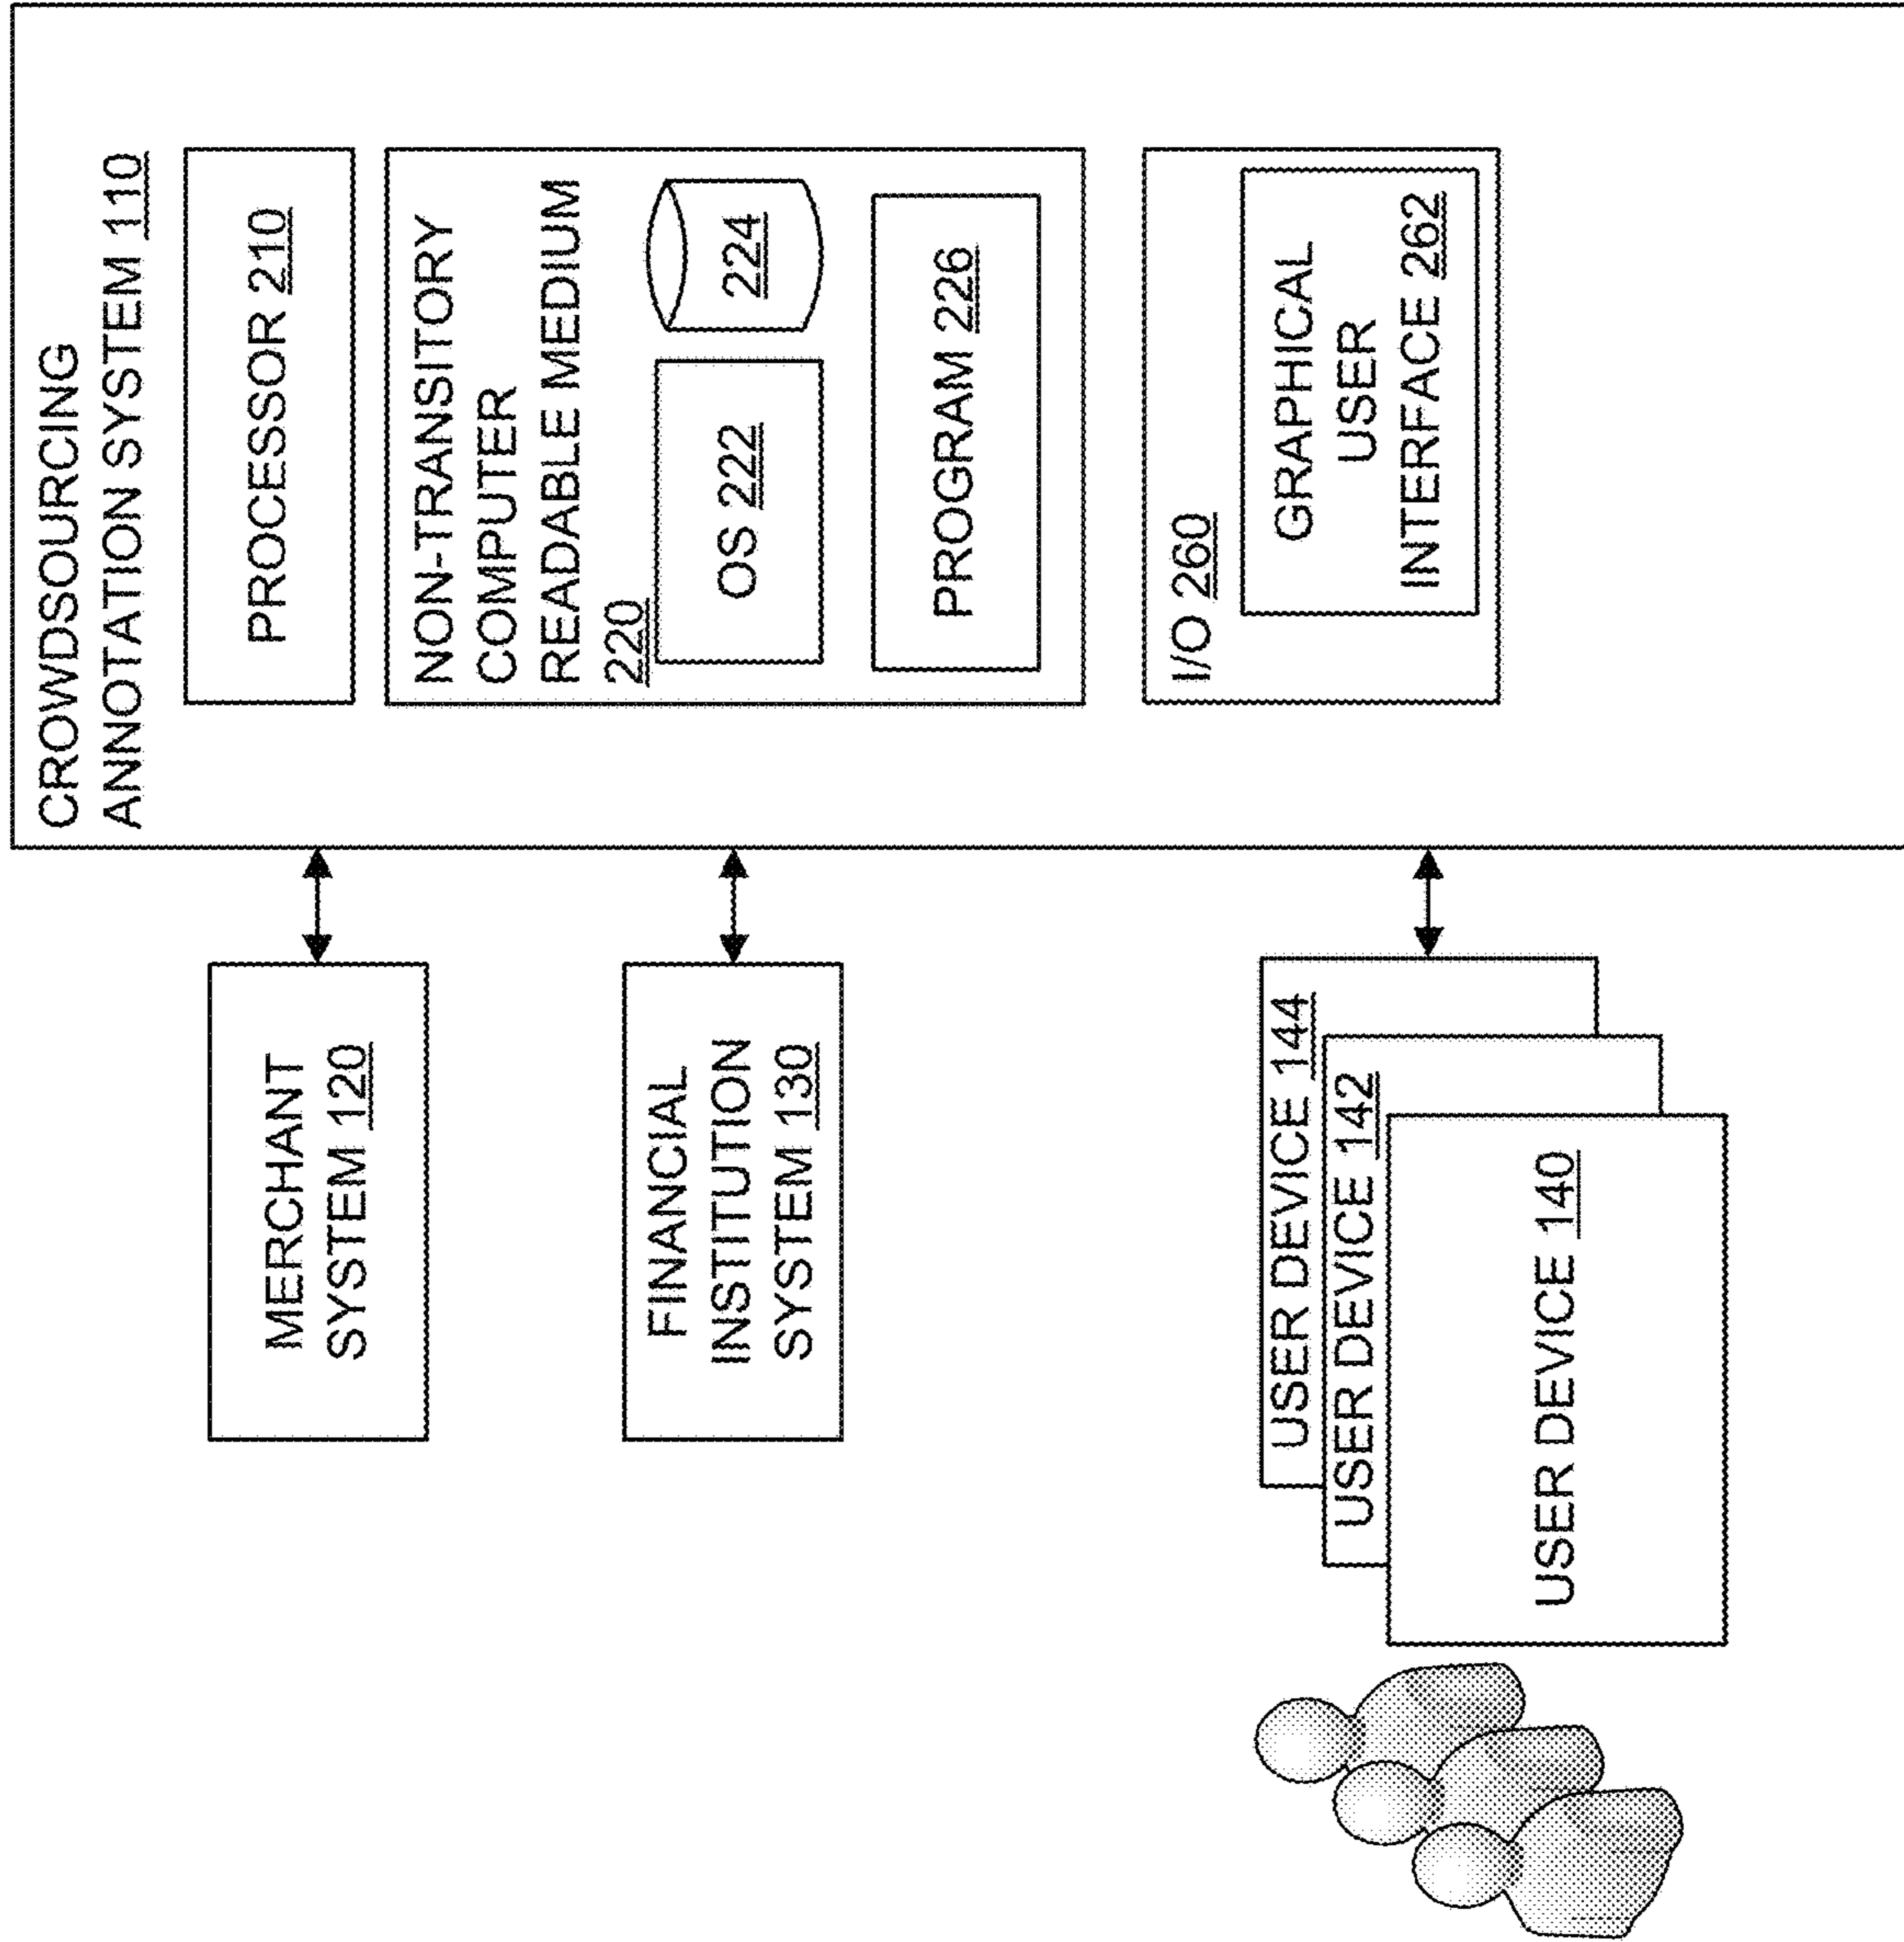 CROWDSOURCING
ANNOTATION SYSTEM 110
PROCESSOR 210
NON-TRANSITORY
COMPUTER
READABLE MEDIUM
220
OS 222
224
PROGRAM 226
I/O 260
GRAPHICAL
USER
INTERFACE 262
MERCHANT
SYSTEM 120
FINANCIAL
INSTITUTION
SYSTEM 130
USER DEVICE 144
USER DEVICE 142
USER DEVICE 140